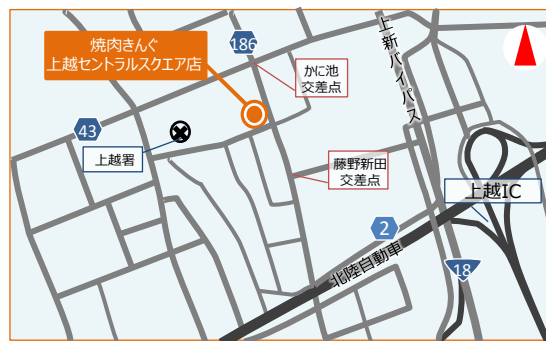 焼肉きんぐ
上越セントラルスクエア店
186
かに池
交差点
上新バイパス
43
上越署
藤野新田
交差点
上越IC
2
北陸自動車
18